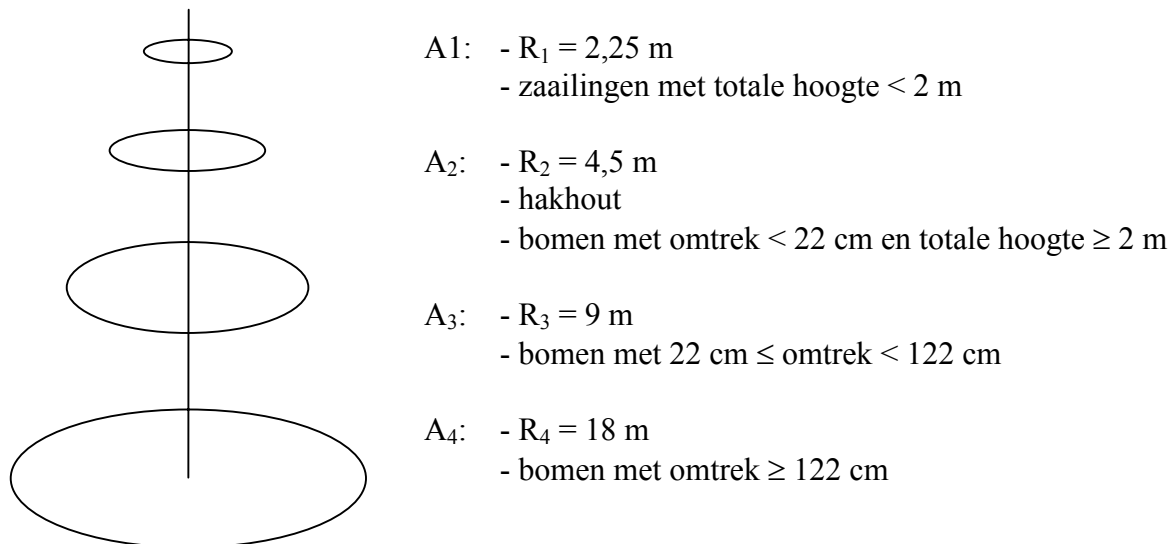 A1: - R₁ = 2,25 m
- zaailingen met totale hoogte < 2 m
A₂: - R₂ = 4,5 m
- hakhout
- bomen met omtrek < 22 cm en totale hoogte ≥ 2 m
A₃: - R₃ = 9 m
- bomen met 22 cm ≤ omtrek < 122 cm
A₄: - R₄ = 18 m
- bomen met omtrek ≥ 122 cm